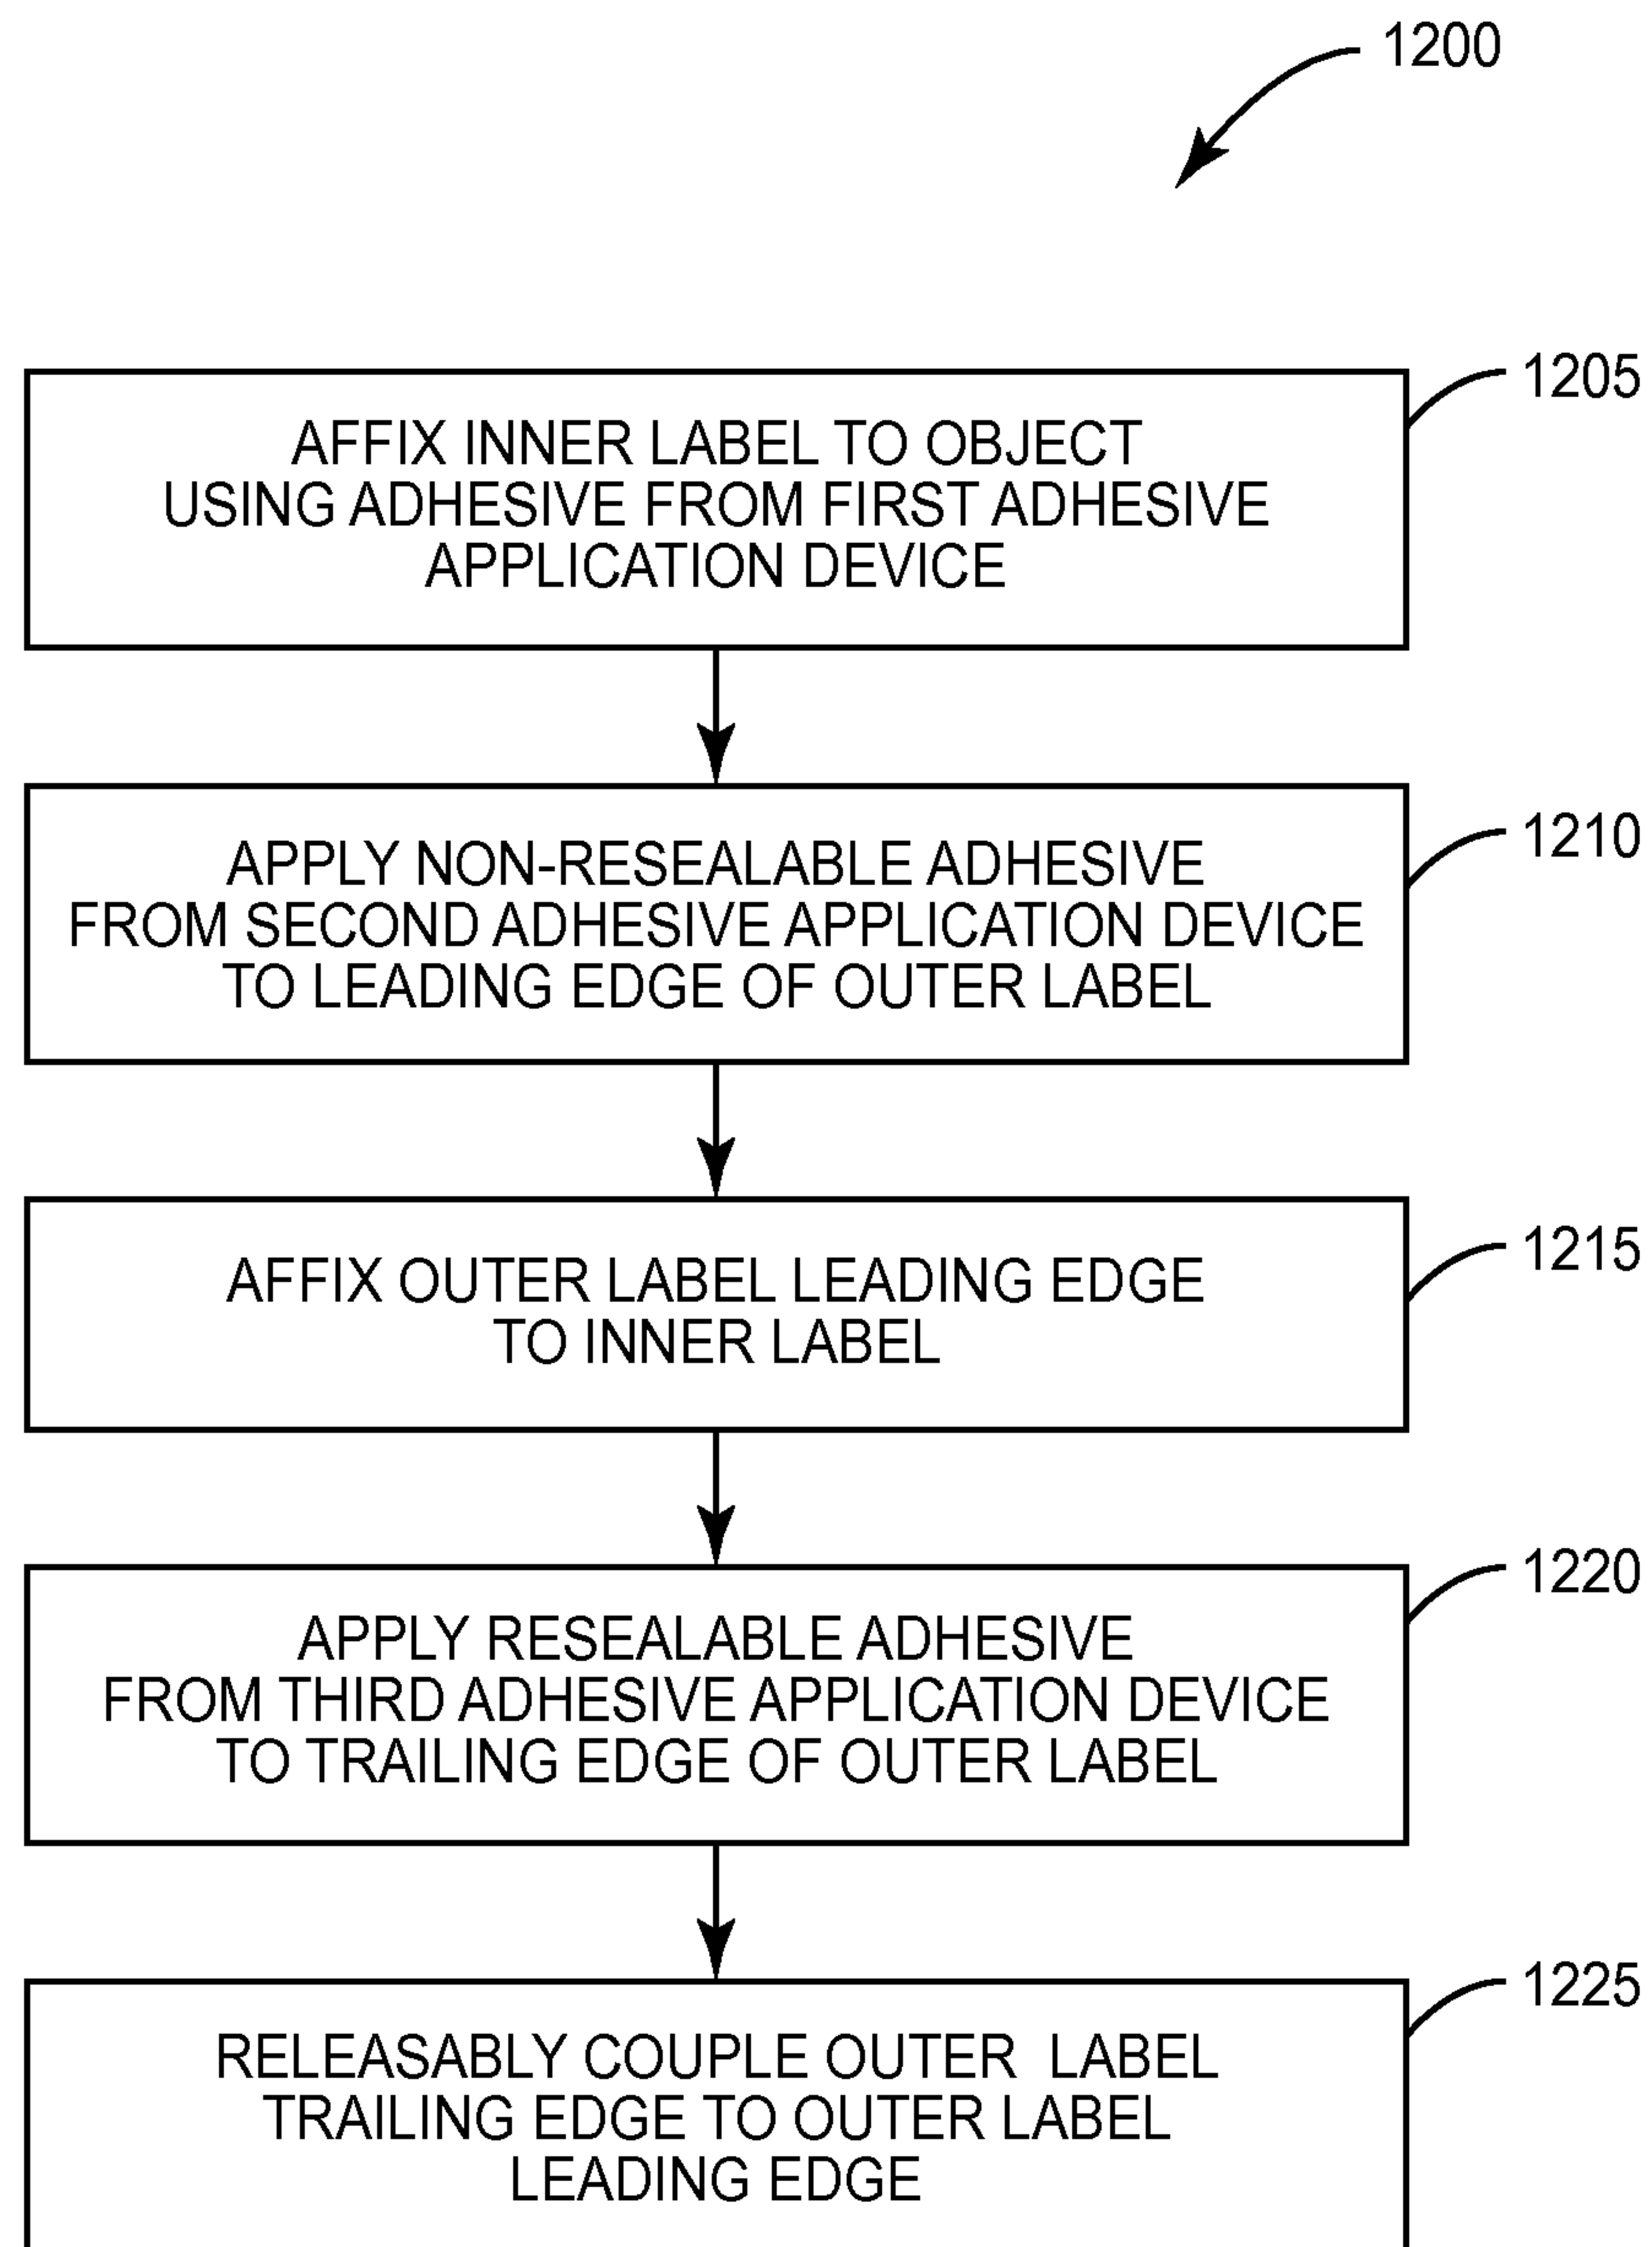 1200
1205
AFFIX INNER LABEL TO OBJECT
USING ADHESIVE FROM FIRST ADHESIVE
APPLICATION DEVICE
1210
APPLY NON-RESEALABLE ADHESIVE
FROM SECOND ADHESIVE APPLICATION DEVICE
TO LEADING EDGE OF OUTER LABEL
1215
AFFIX OUTER LABEL LEADING EDGE
TO INNER LABEL
1220
APPLY RESEALABLE ADHESIVE
FROM THIRD ADHESIVE APPLICATION DEVICE
TO TRAILING EDGE OF OUTER LABEL
1225
RELEASABLY COUPLE OUTER LABEL
TRAILING EDGE TO OUTER LABEL
LEADING EDGE